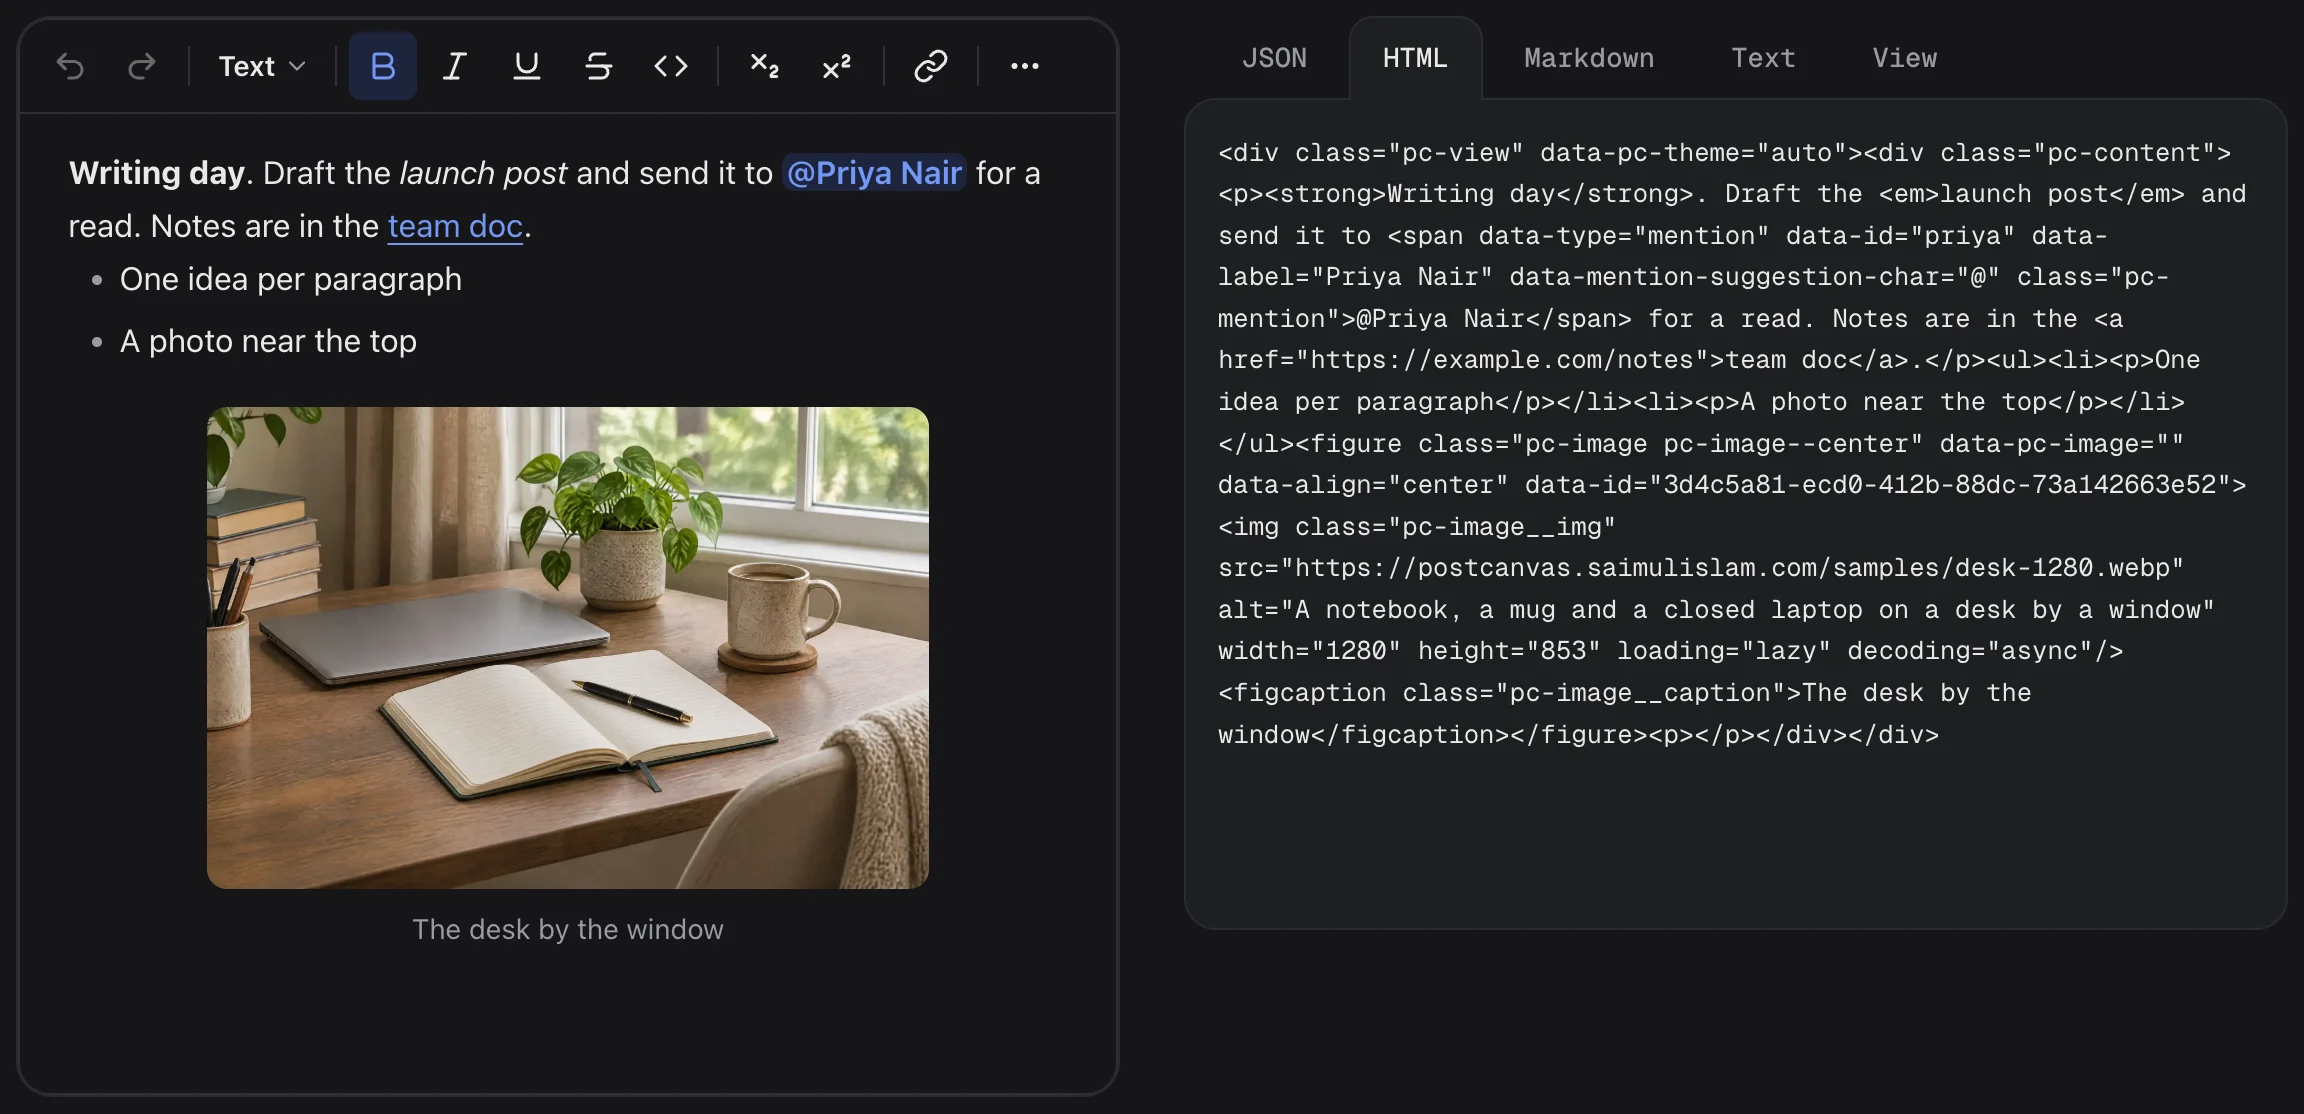 Text
B
I
U
S
<>
x₂
x²
Writing day. Draft the launch post and send it to @Priya Nair for a
read. Notes are in the team doc.
One idea per paragraph
A photo near the top
The desk by the window
JSON
HTML
Markdown
Text
View
<div class="pc-view" data-pc-theme="auto"><div class="pc-content">
<p><strong>Writing day</strong>. Draft the <em>launch post</em> and
send it to <span data-type="mention" data-id="priya" data-
label="Priya Nair" data-mention-suggestion-char="@" class="pc-
mention">@Priya Nair</span> for a read. Notes are in the <a
href="https://example.com/notes">team doc</a>.</p><ul><li><p>One
idea per paragraph</p></li><li><p>A photo near the top</p></li>
</ul><figure class="pc-image pc-image--center" data-pc-image=""
data-align="center" data-id="3d4c5a81-ecd0-412b-88dc-73a142663e52">
<img class="pc-image__img"
src="https://postcanvas.saimulislam.com/samples/desk-1280.webp"
alt="A notebook, a mug and a closed laptop on a desk by a window"
width="1280" height="853" loading="lazy" decoding="async"/>
<figcaption class="pc-image__caption">The desk by the
window</figcaption></figure><p></p></div></div>